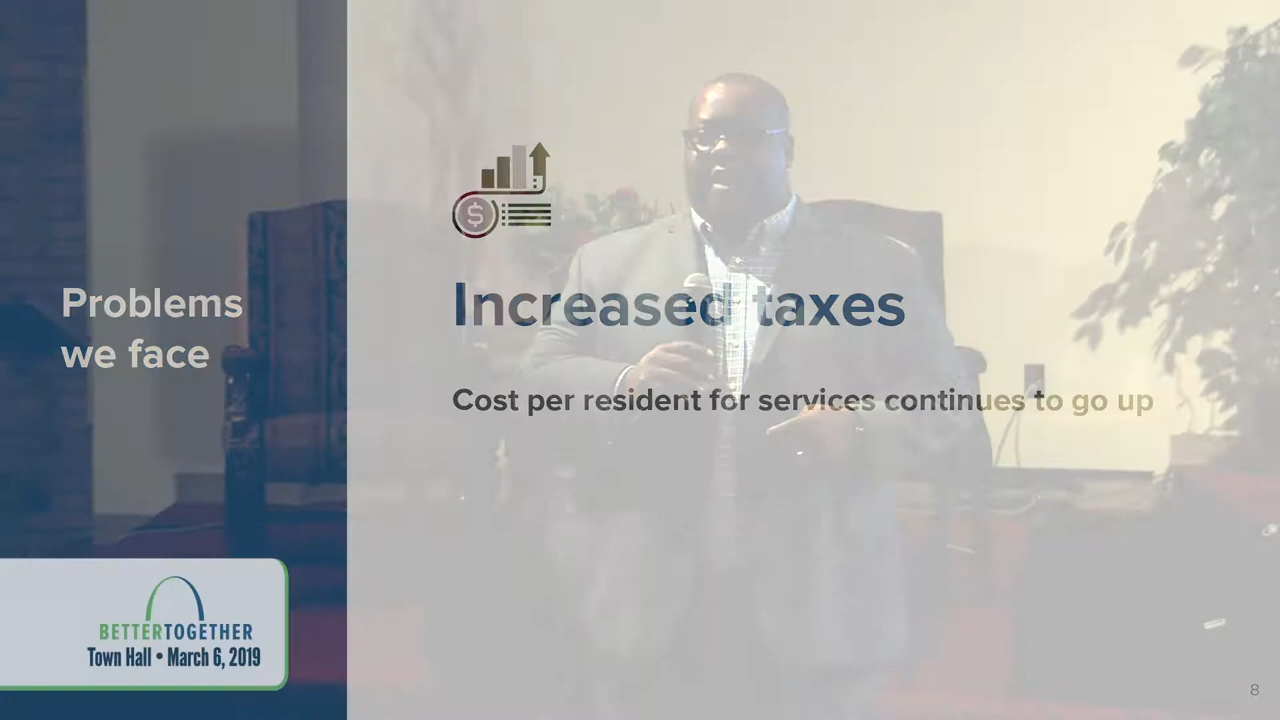 Problems
we face
$
Increased taxes
Cost per resident for services continues to go up
BETTERTOGETHER
Town Hall • March 6, 2019
8